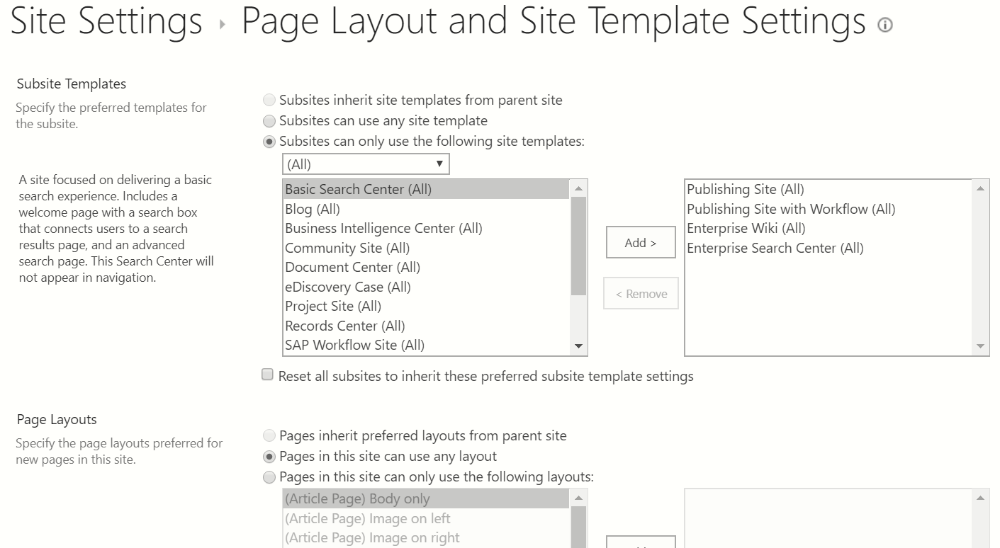 Site Settings ▸ Page Layout and Site Template Settings
Subsite Templates
Specify the preferred templates for
the subsite.
A site focused on delivering a basic
search experience. Includes a
welcome page with a search box
that connects users to a search
results page, and an advanced
search page. This Search Center will
not appear in navigation.
Subsites inherit site templates from parent site
Subsites can use any site template
Subsites can only use the following site templates:
(All)
Basic Search Center (All)
Blog (All)
Business Intelligence Center (All)
Community Site (All)
Document Center (All)
eDiscovery Case (All)
Project Site (All)
Records Center (All)
SAP Workflow Site (All)
Add >
< Remove
Publishing Site (All)
Publishing Site with Workflow (All)
Enterprise Wiki (All)
Enterprise Search Center (All)
Reset all subsites to inherit these preferred subsite template settings
Page Layouts
Specify the page layouts preferred for
new pages in this site.
Pages inherit preferred layouts from parent site
Pages in this site can use any layout
Pages in this site can only use the following layouts:
(Article Page) Body only
(Article Page) Image on left
(Article Page) Image on right